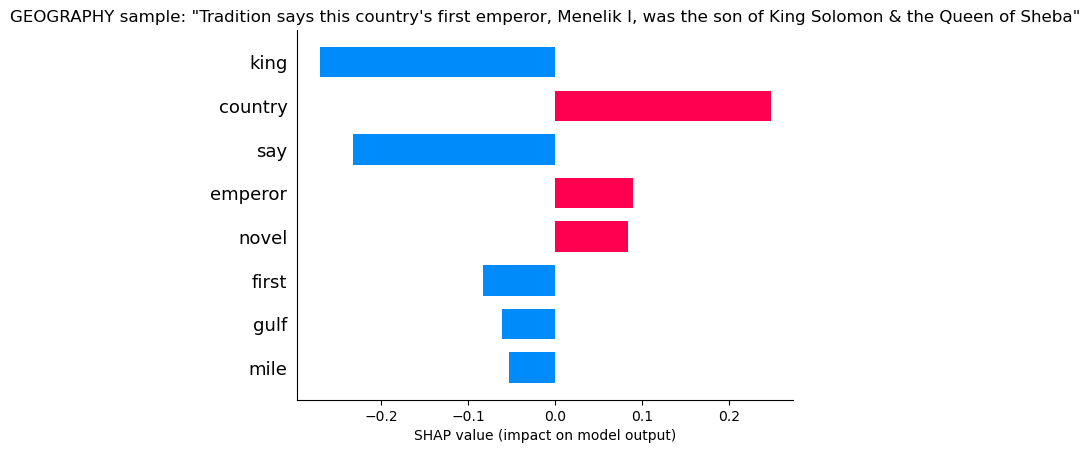 GEOGRAPHY sample: "Tradition says this country's first emperor, Menelik I, was the son of King Solomon & the Queen of Sheba"
king
country
say
emperor
novel
first
gulf
mile
−0.2 −0.1 0.0 0.1 0.2
SHAP value (impact on model output)